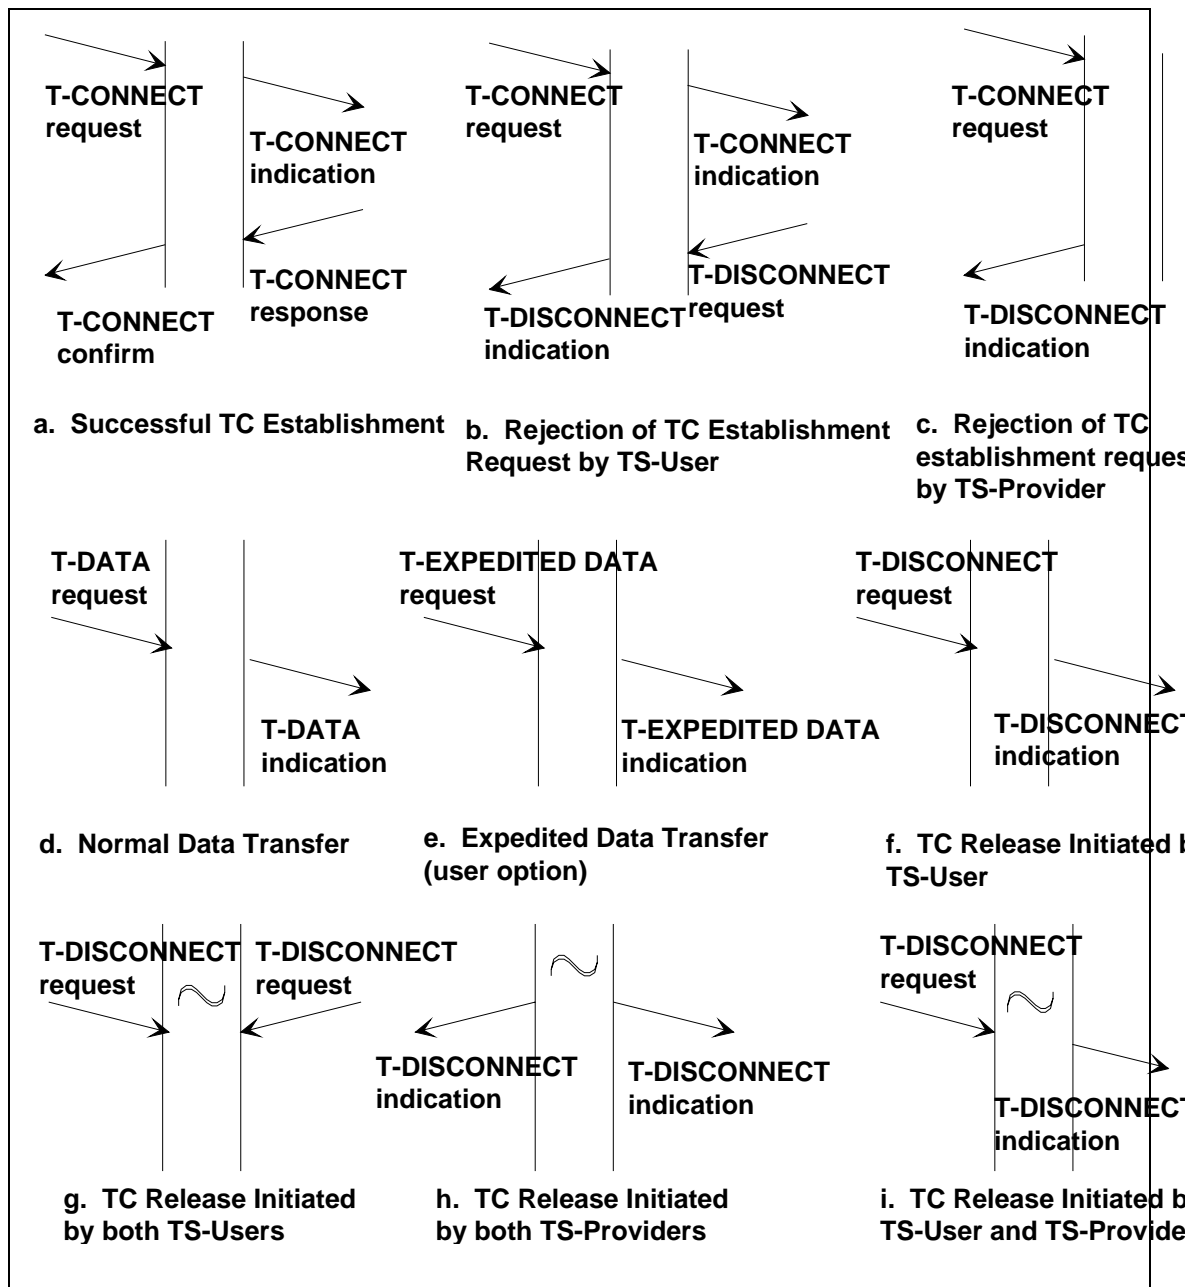 T-CONNECT
request
T-CONNECT
indication
T-CONNECT
response
T-CONNECT
confirm
a. Successful TC Establishment
T-CONNECT
request
T-CONNECT
indication
T-DISCONNECT
request
T-DISCONNECT
indication
b. Rejection of TC Establishment
Request by TS-User
T-CONNECT
request
T-DISCONNECT
indication
c. Rejection of TC
establishment reques
by TS-Provider
T-DATA
request
T-DATA
indication
d. Normal Data Transfer
T-EXPEDITED DATA
request
T-EXPEDITED DATA
indication
e. Expedited Data Transfer
(user option)
T-DISCONNECT
request
T-DISCONNECT
indication
f. TC Release Initiated b
TS-User
T-DISCONNECT
request
T-DISCONNECT
request
g. TC Release Initiated
by both TS-Users
T-DISCONNECT
indication
T-DISCONNECT
indication
h. TC Release Initiated
by both TS-Providers
T-DISCONNECT
request
T-DISCONNECT
indication
i. TC Release Initiated b
TS-User and TS-Provide